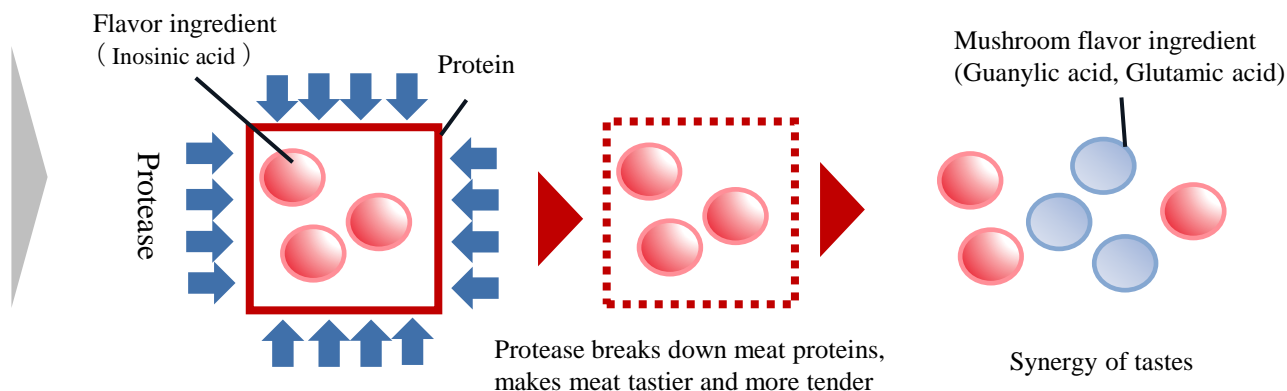 Flavor ingredient
（Inosinic acid）
Protein
Protease
Protease breaks down meat proteins,
makes meat tastier and more tender
Mushroom flavor ingredient
(Guanylic acid, Glutamic acid)
Synergy of tastes